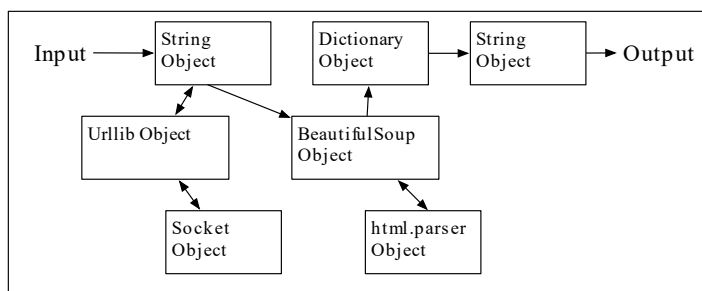 Input
String
Object
Dictionary
Object
String
Object
Output
Urllib Object
BeautifulSoup
Object
Socket
Object
html.parser
Object